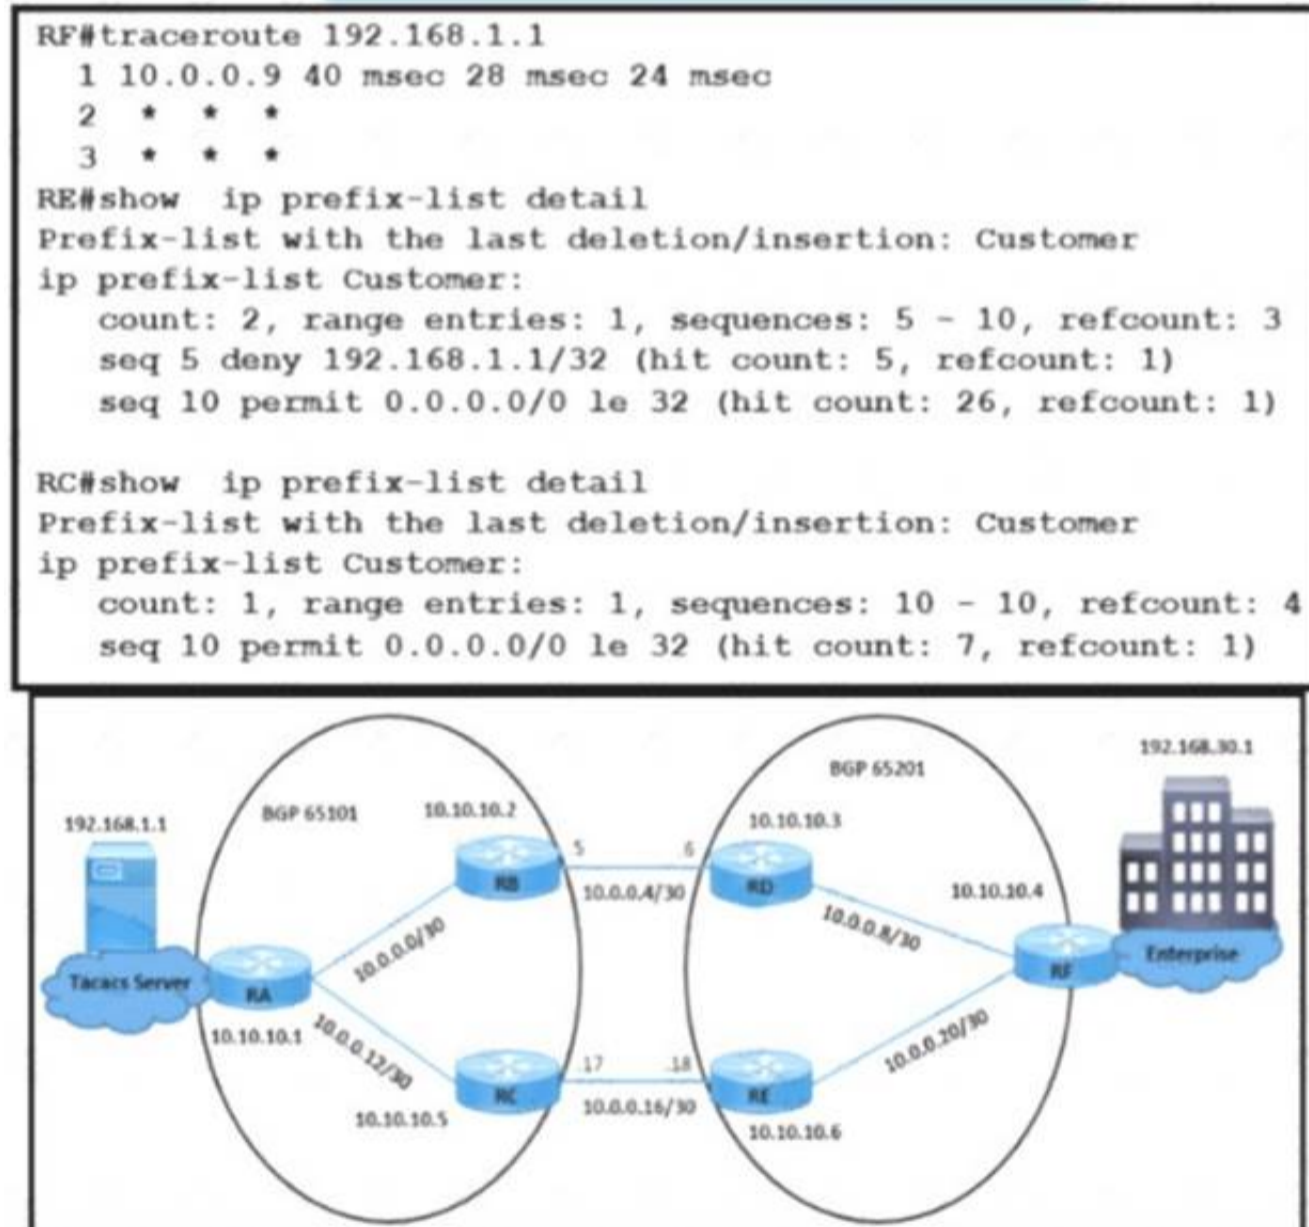 RF#traceroute 192.168.1.1
1 10.0.0.9 40 msec 28 msec 24 msec
2 * * *
3 * * *
RE#show ip prefix-list detail
Prefix-list with the last deletion/insertion: Customer
ip prefix-list Customer:
count: 2, range entries: 1, sequences: 5 - 10, refcount: 3
seq 5 deny 192.168.1.1/32 (hit count: 5, refcount: 1)
seq 10 permit 0.0.0.0/0 le 32 (hit count: 26, refcount: 1)
RC#show ip prefix-list detail
Prefix-list with the last deletion/insertion: Customer
ip prefix-list Customer:
count: 1, range entries: 1, sequences: 10 - 10, refcount: 4
seq 10 permit 0.0.0.0/0 le 32 (hit count: 7, refcount: 1)
192.168.30.1
BGP 65201
BGP 65101
10.10.10.2
192.168.1.1
10.10.10.3
.5
.6
RB
RD
10.0.0.4/30
10.10.10.4
10.0.0.0/30
10.0.0.8/30
Tacacs Server
RA
RF
Enterprise
10.10.10.1
10.0.0.12/30
10.0.0.20/30
.17
.18
RC
RE
10.0.0.16/30
10.10.10.5
10.10.10.6